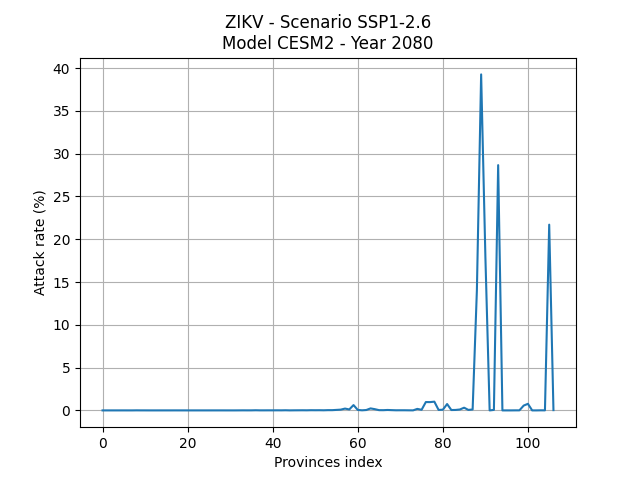 ZIKV - Scenario SSP1-2.6
Model CESM2 - Year 2080
40
35
30
25
20
15
10
5
0
Attack rate (%)
0 20 40 60 80 100
Provinces index